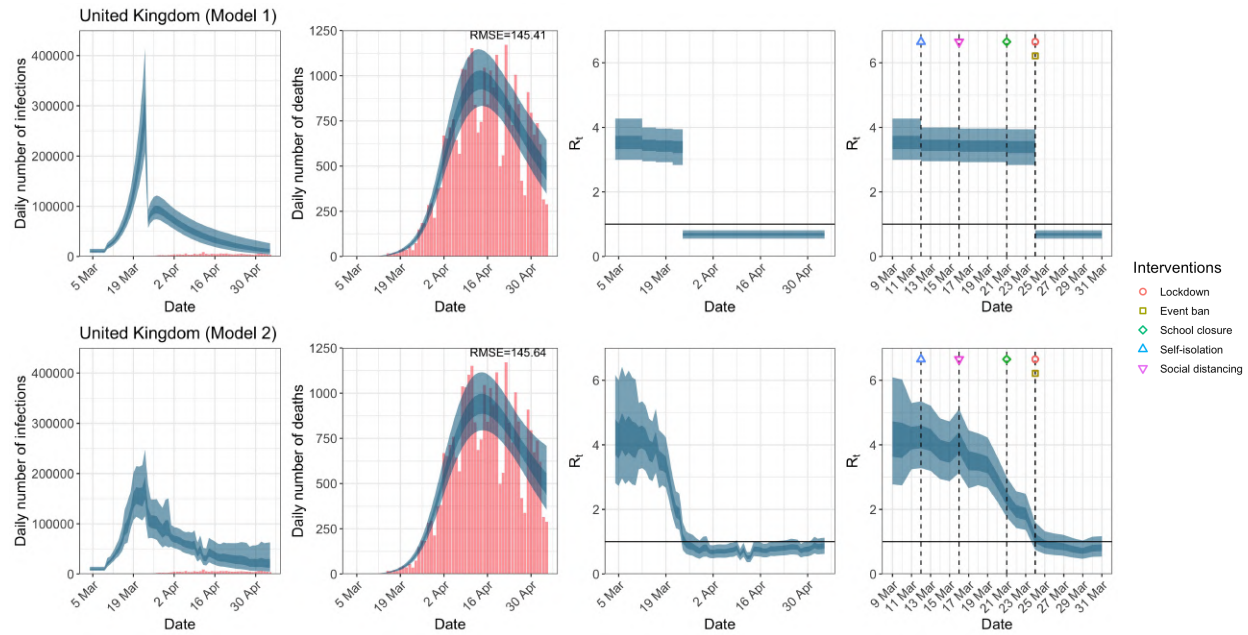 United Kingdom (Model 1)
Daily number of infections
400000
300000
200000
100000
0
5 Mar
19 Mar
2 Apr
16 Apr
30 Apr
Date
RMSE=145.41
Daily number of deaths
1250
1000
750
500
250
0
5 Mar
19 Mar
2 Apr
16 Apr
30 Apr
Date
Rt
6
4
2
0
5 Mar
19 Mar
2 Apr
16 Apr
30 Apr
Date
Rt
6
4
2
0
9 Mar
11 Mar
13 Mar
15 Mar
17 Mar
19 Mar
21 Mar
23 Mar
25 Mar
27 Mar
29 Mar
31 Mar
Date
United Kingdom (Model 2)
Daily number of infections
400000
300000
200000
100000
0
5 Mar
19 Mar
2 Apr
16 Apr
30 Apr
Date
RMSE=145.64
Daily number of deaths
1250
1000
750
500
250
0
5 Mar
19 Mar
2 Apr
16 Apr
30 Apr
Date
Rt
6
4
2
0
5 Mar
19 Mar
2 Apr
16 Apr
30 Apr
Date
Rt
6
4
2
0
9 Mar
11 Mar
13 Mar
15 Mar
17 Mar
19 Mar
21 Mar
23 Mar
25 Mar
27 Mar
29 Mar
31 Mar
Date
Interventions
Lockdown
Event ban
School closure
Self-isolation
Social distancing